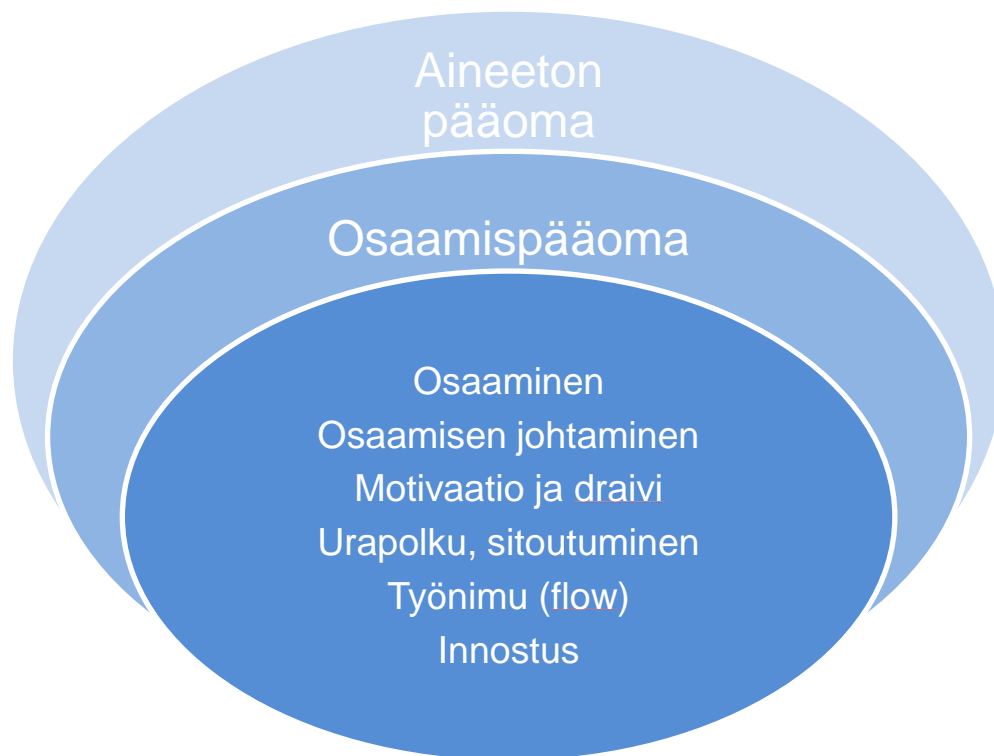 Aineeton
pääoma
Osaamispääoma
Osaaminen
Osaamisen johtaminen
Motivaatio ja draivi
Urapolku, sitoutuminen
Työnimu (flow)
Innostus